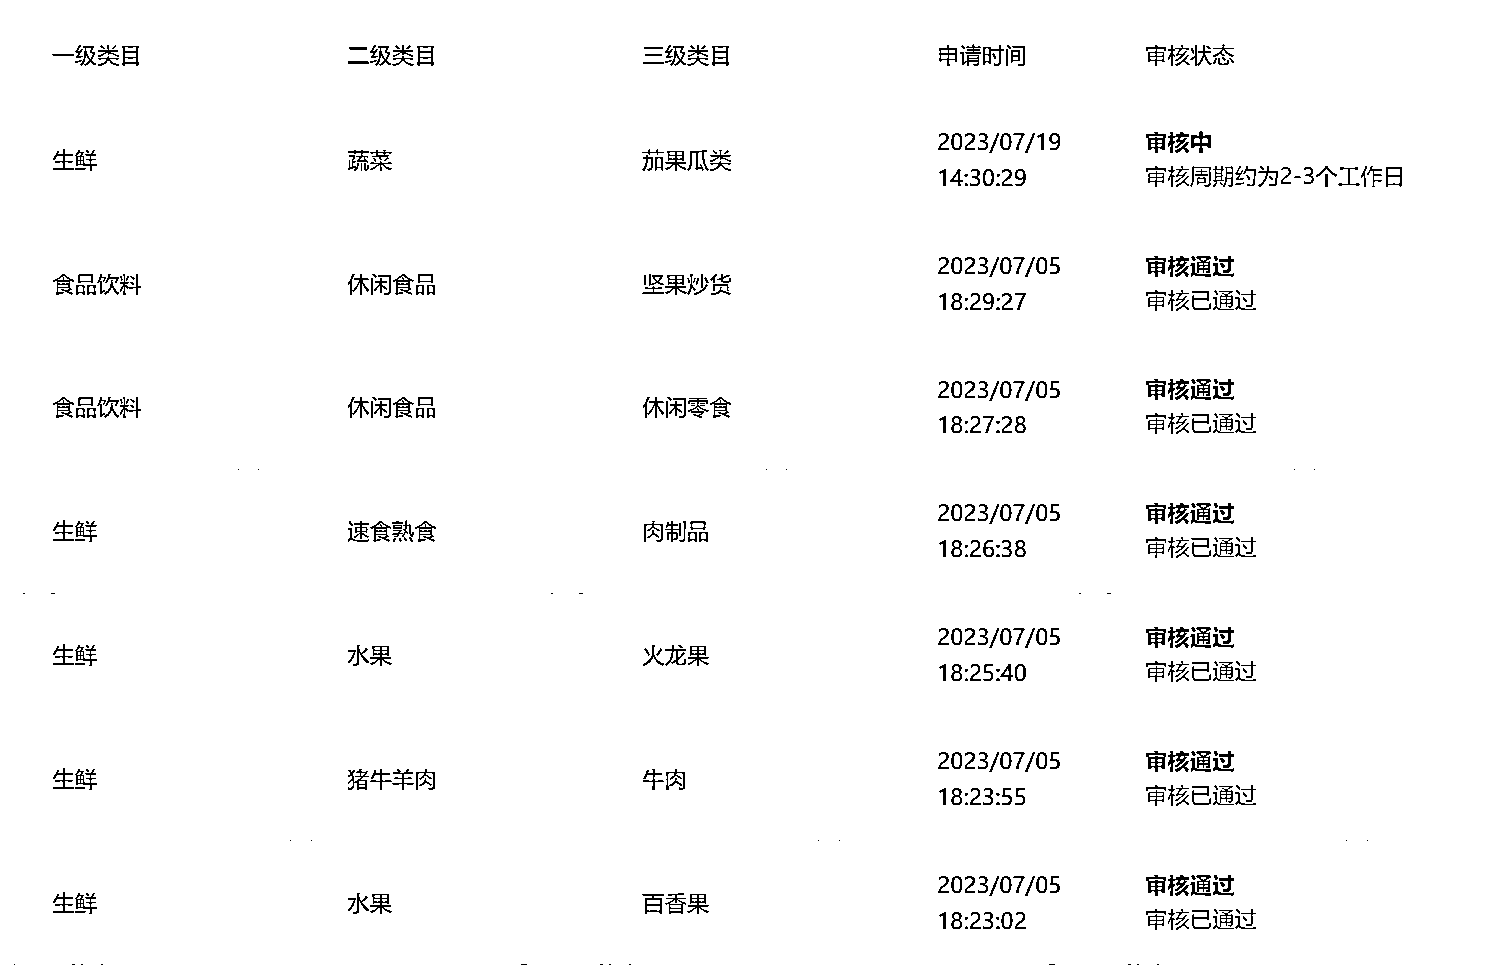 一级类目 二级类目 三级类目 申请时间 审核状态
生鲜 蔬菜 茄果瓜类 2023/07/19 14:30:29 审核中
审核周期约为2-3个工作日
食品饮料 休闲食品 坚果炒货 2023/07/05 18:29:27 审核通过
审核已通过
食品饮料 休闲食品 休闲零食 2023/07/05 18:27:28 审核通过
审核已通过
生鲜 速食熟食 肉制品 2023/07/05 18:26:38 审核通过
审核已通过
生鲜 水果 火龙果 2023/07/05 18:25:40 审核通过
审核已通过
生鲜 猪牛羊肉 牛肉 2023/07/05 18:23:55 审核通过
审核已通过
生鲜 水果 百香果 2023/07/05 18:23:02 审核通过
审核已通过